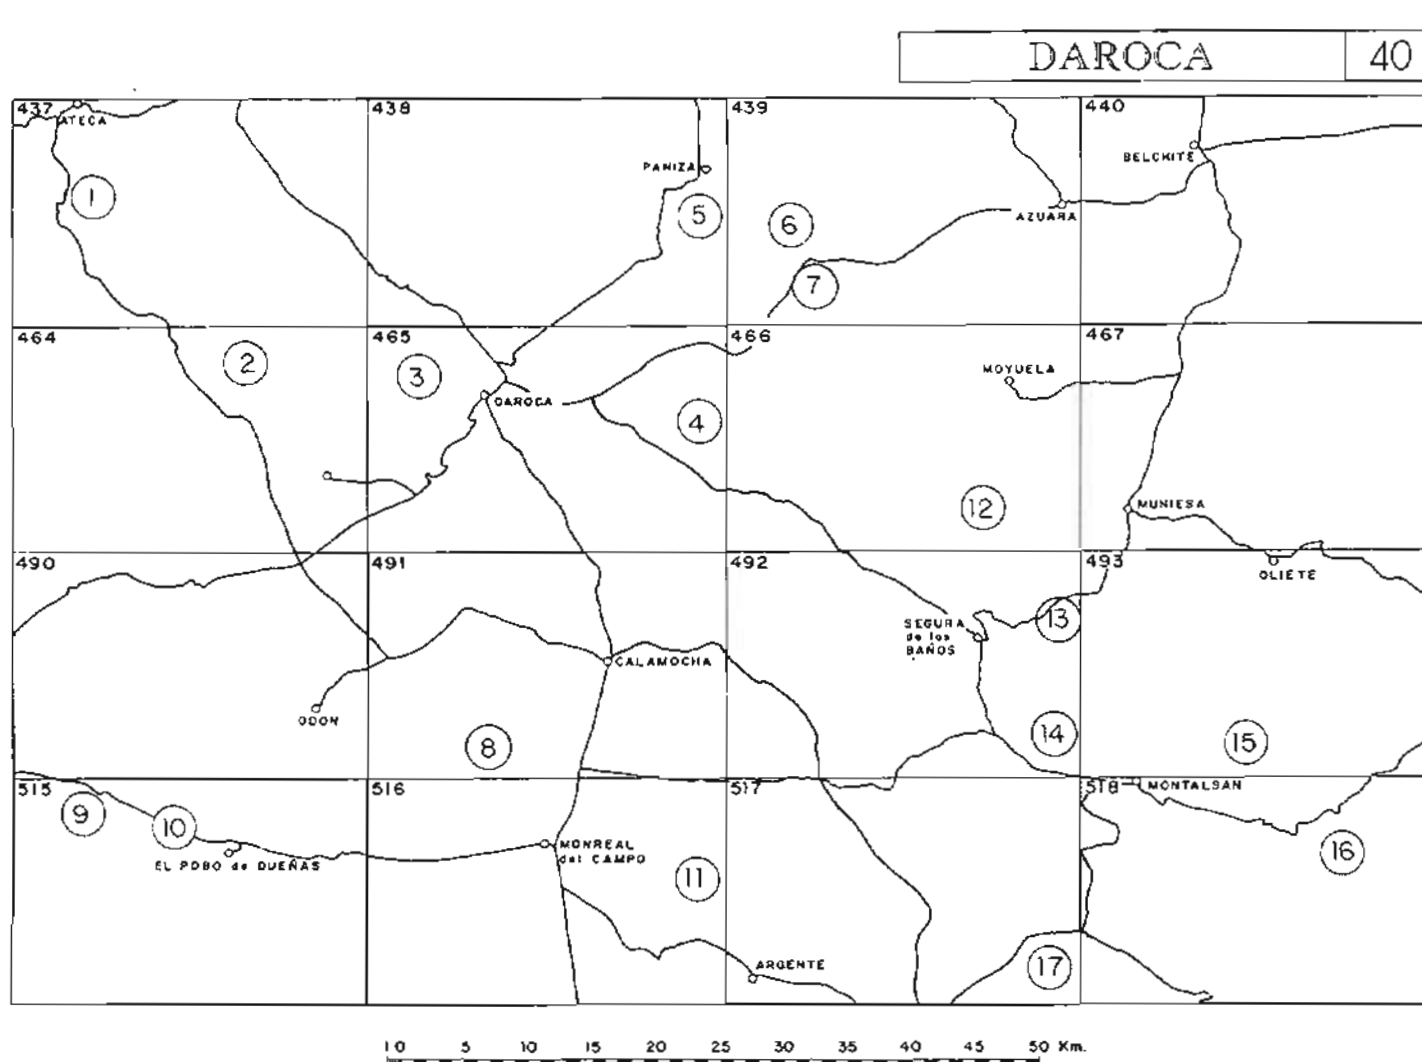 DAROCA 40
437 438 439 440
ATECA
BELCHITE
PANIZA
1
5
AZUARA
6
7
464 465 466 467
2
3
MOYUELA
DAROCA
4
12
MUNIESA
490 491 492 493
OLIETE
13
SEGURA
de los
BAÑOS
CALAMOCHA
ODON
8
14
15
515 516 517 518
MONTALBAN
9
10
EL POBO de DUEÑAS
MONREAL
del CAMPO
16
11
ARGENTE
17
1 0 5 10 15 20 25 30 35 40 45 50 Km.